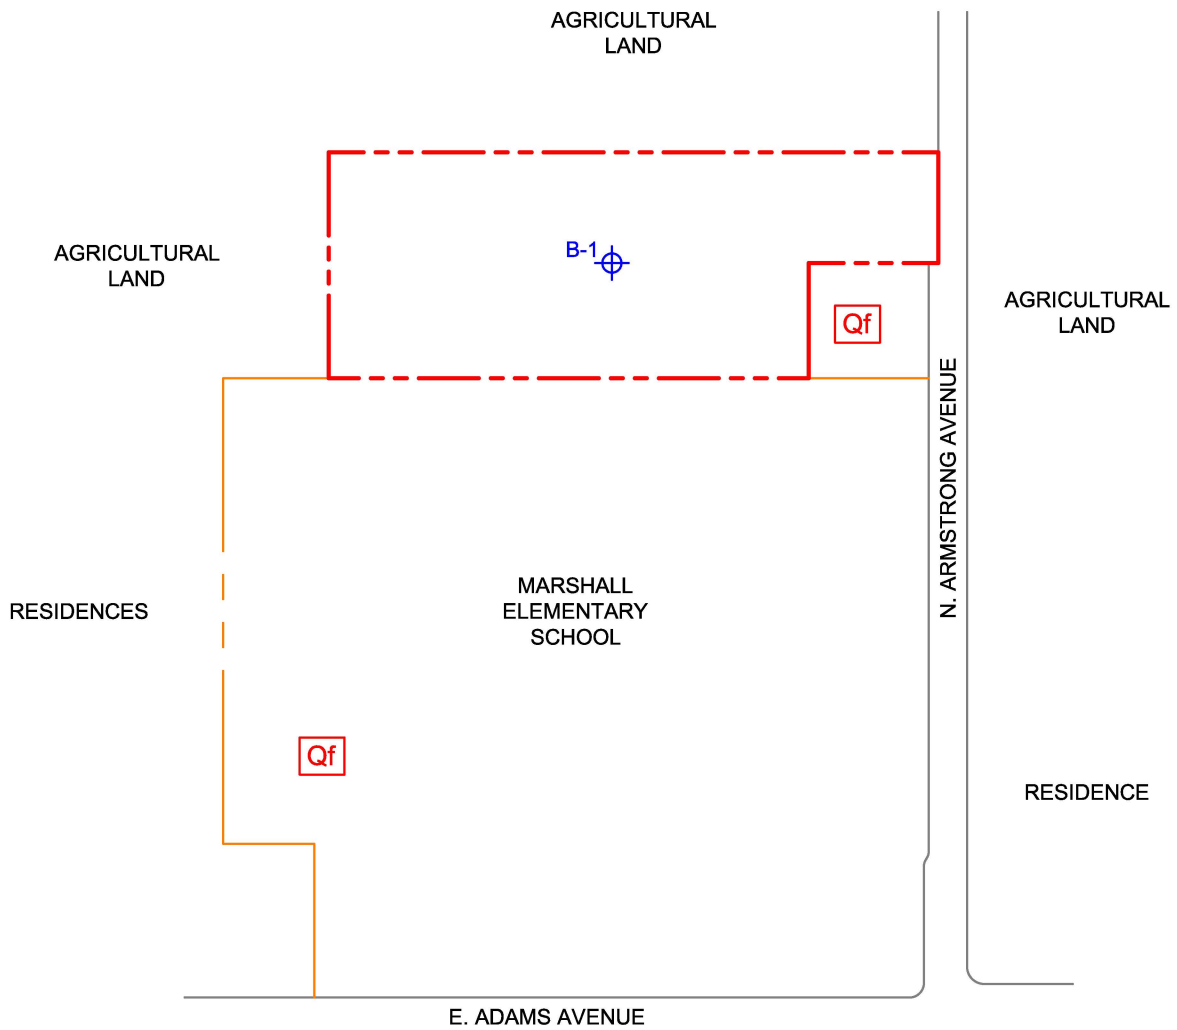 AGRICULTURAL
LAND
AGRICULTURAL
LAND
B-1
AGRICULTURAL
LAND
Qf
N. ARMSTRONG AVENUE
MARSHALL
ELEMENTARY
SCHOOL
RESIDENCES
Qf
RESIDENCE
E. ADAMS AVENUE